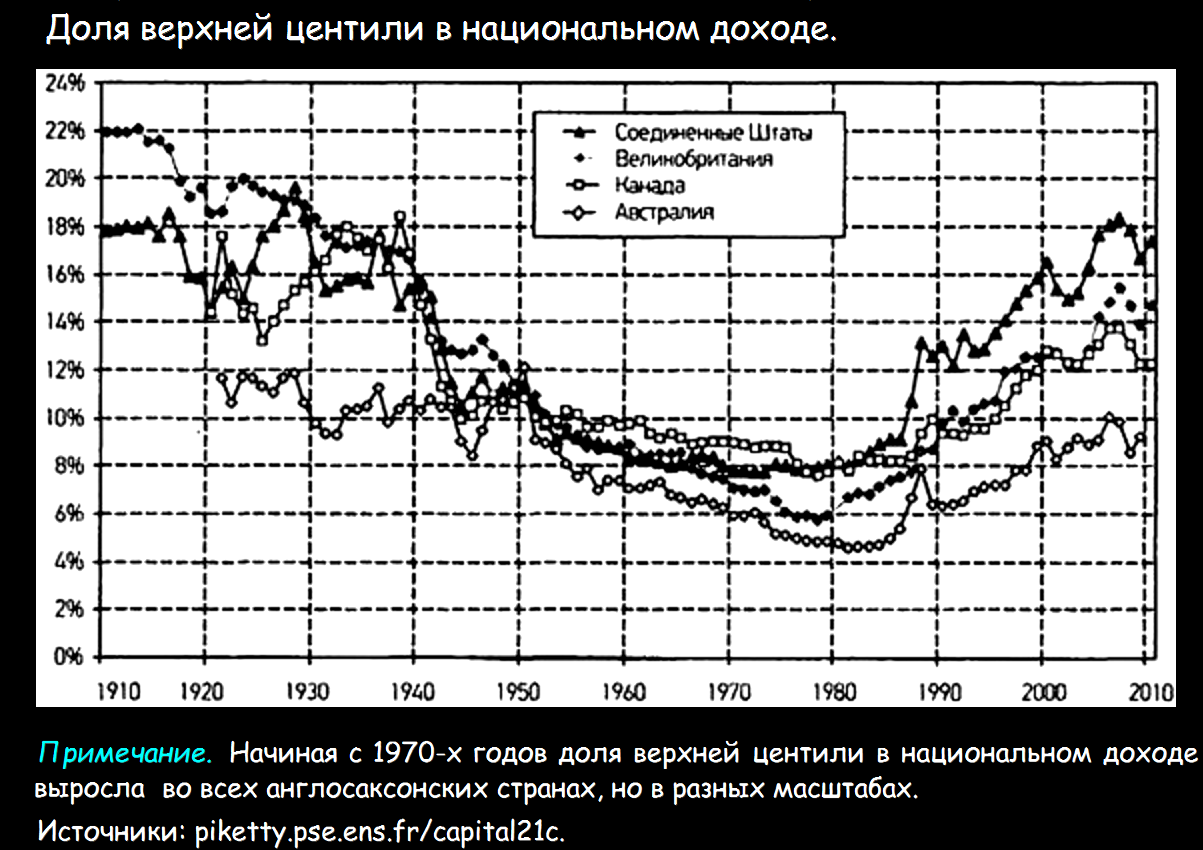 Доля верхней центили в национальном доходе.
24%
22%
20%
18%
16%
14%
12%
10%
8%
6%
4%
2%
0%
Соединенные Штаты
Великобритания
Канада
Австралия
1910 1920 1930 1940 1950 1960 1970 1980 1990 2000 2010
Примечание. Начиная с 1970-х годов доля верхней центили в национальном доходе
выросла во всех англосаксонских странах, но в разных масштабах.
Источники: piketty.pse.ens.fr/capital21c.